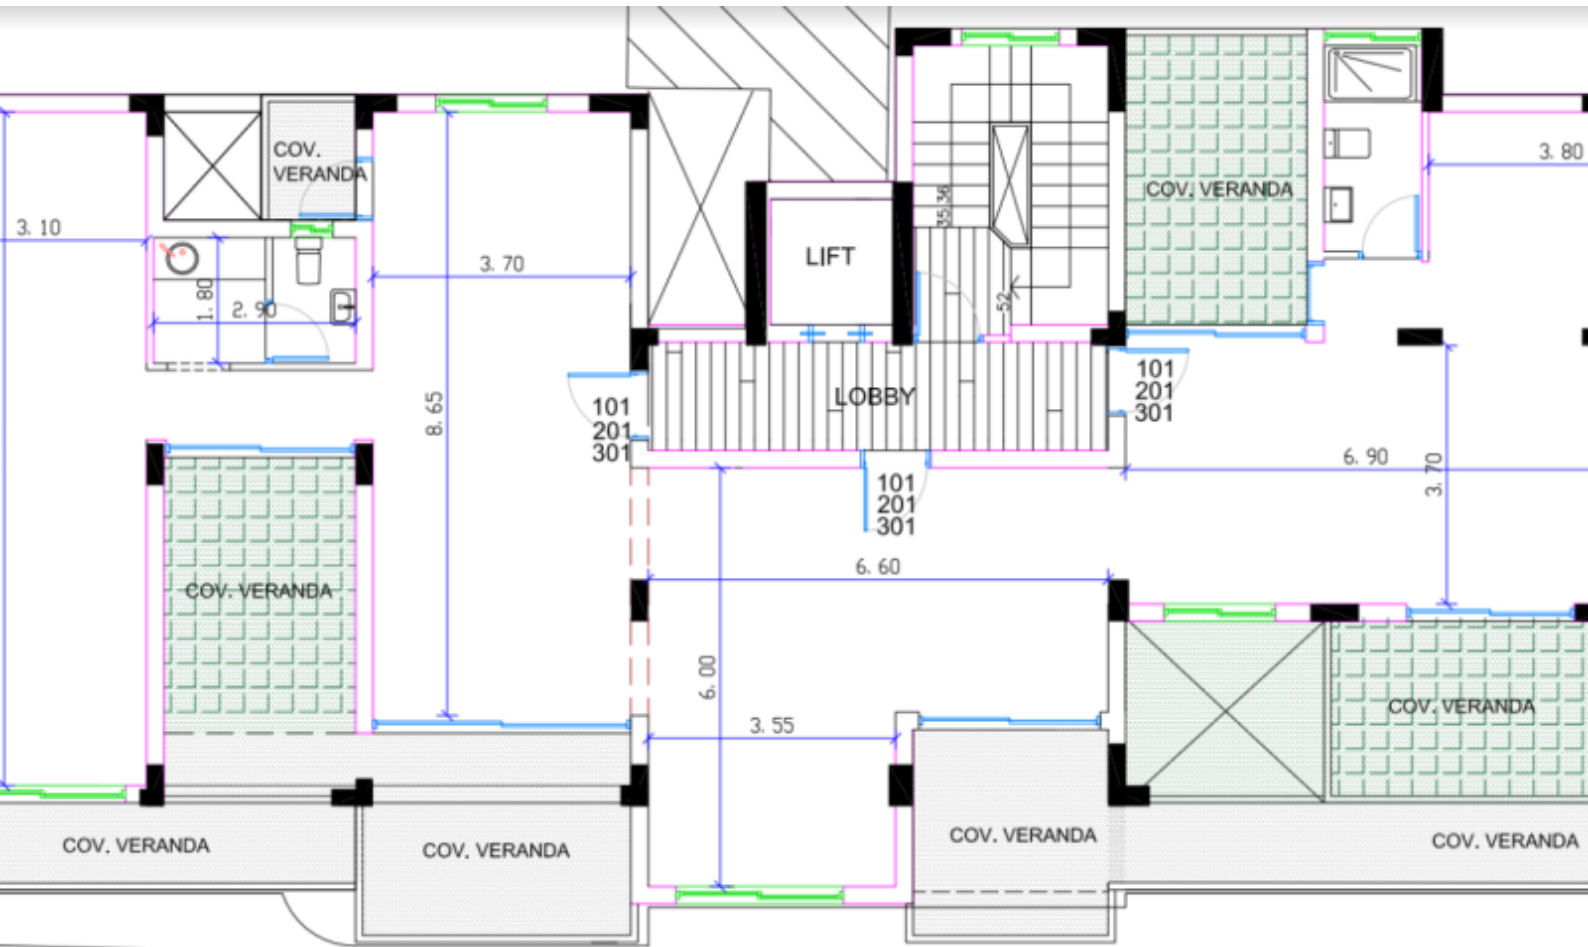 COV.
VERANDA
COV. VERANDA
3. 80
3. 10
35,36
LIFT
3. 70
1. 80
2. 90
52
LOBBY
101
201
301
101
201
301
8. 65
6. 90
3. 70
101
201
301
6. 60
COV. VERANDA
6. 00
3. 55
COV. VERANDA
COV. VERANDA
COV. VERANDA
COV. VERANDA
COV. VERANDA